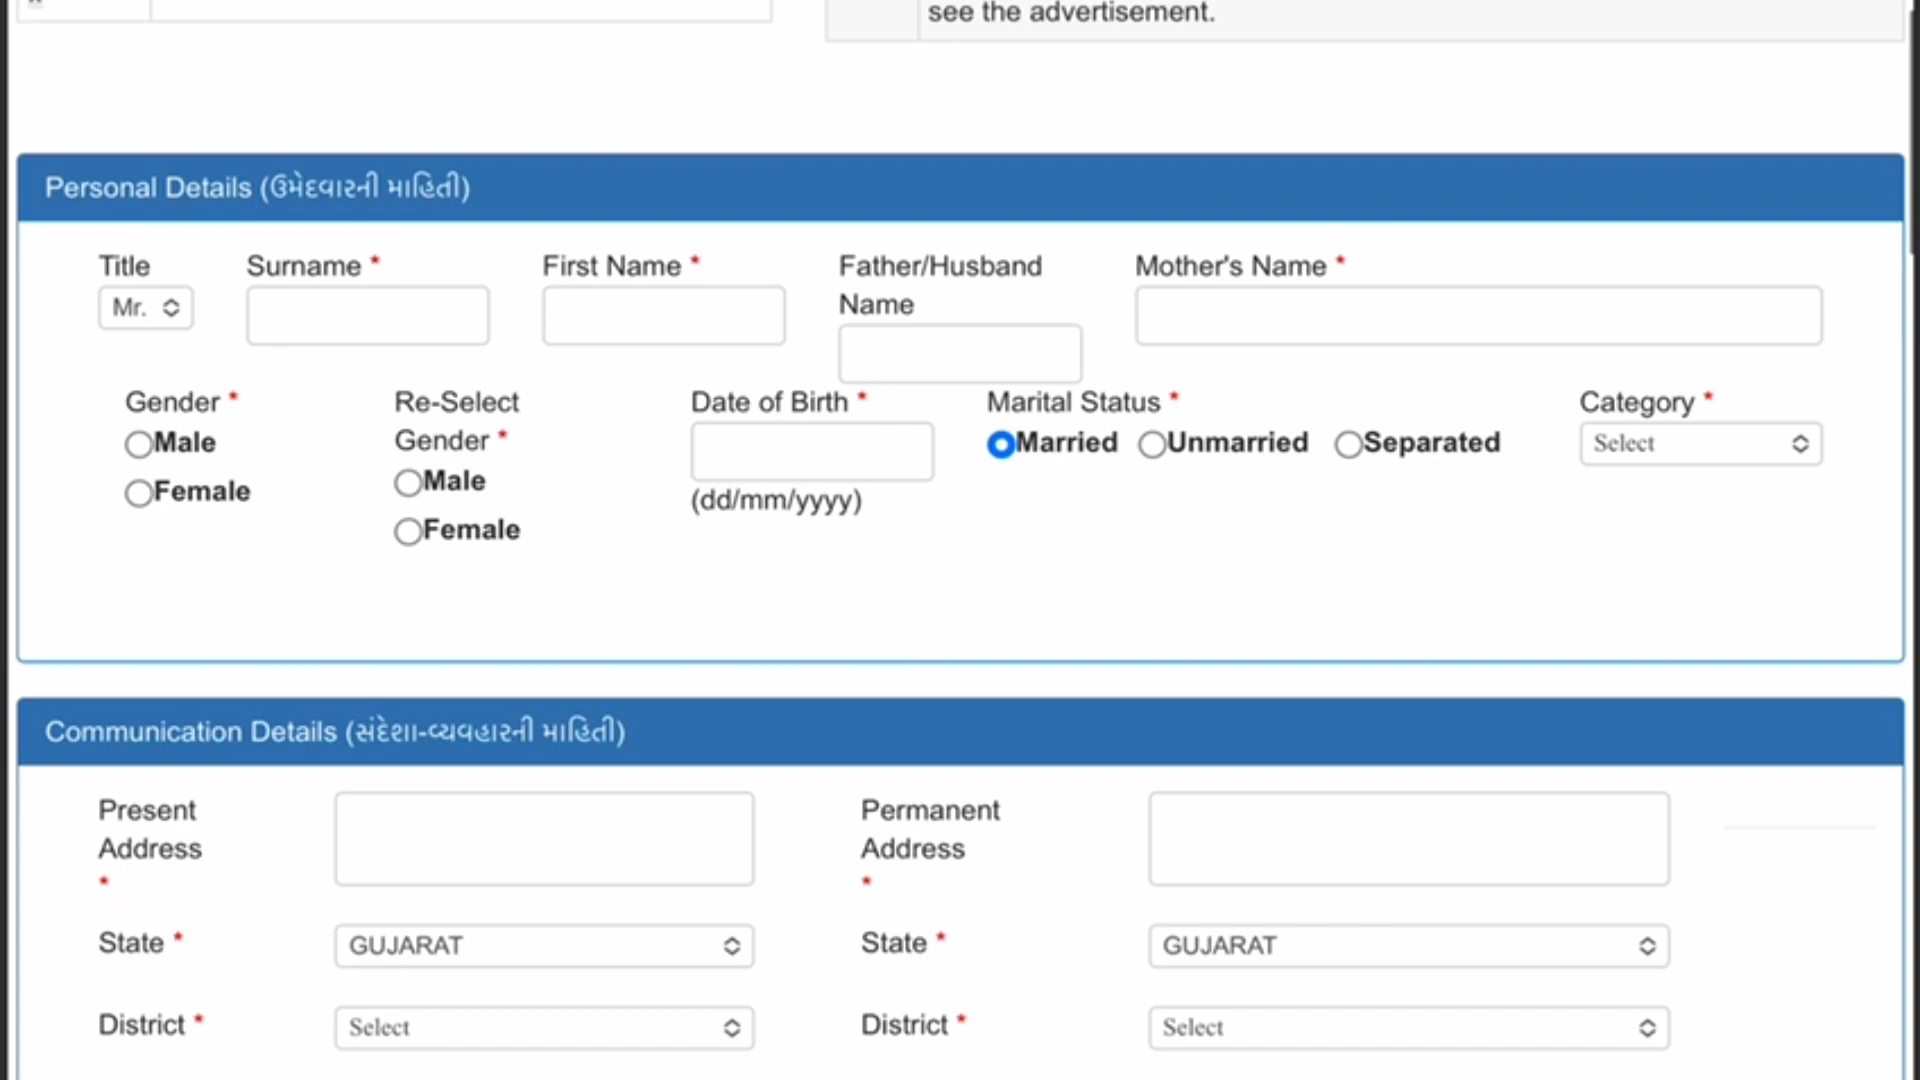 see the advertisement.
Personal Details (ઉમેદવારની માહિતી)
Title
Surname *
First Name *
Father/Husband
Name
Mother's Name *
Mr.
Gender *
Male
Female
Re-Select
Gender *
Male
Female
Date of Birth *
(dd/mm/yyyy)
Marital Status *
Married Unmarried Separated
Category *
Select
Communication Details (સંદેશા-વ્યવહારની માહિતી)
Present
Address
*
Permanent
Address
*
State *
GUJARAT
State *
GUJARAT
District *
Select
District *
Select